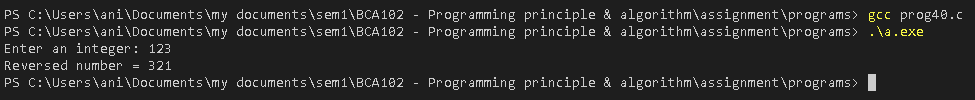 PS C:\Users\ani\Documents\my documents\sem1\BCA102 - Programming principle & algorithm\assignment\programs> gcc prog40.c
PS C:\Users\ani\Documents\my documents\sem1\BCA102 - Programming principle & algorithm\assignment\programs> .\a.exe
Enter an integer: 123
Reversed number = 321
PS C:\Users\ani\Documents\my documents\sem1\BCA102 - Programming principle & algorithm\assignment\programs>